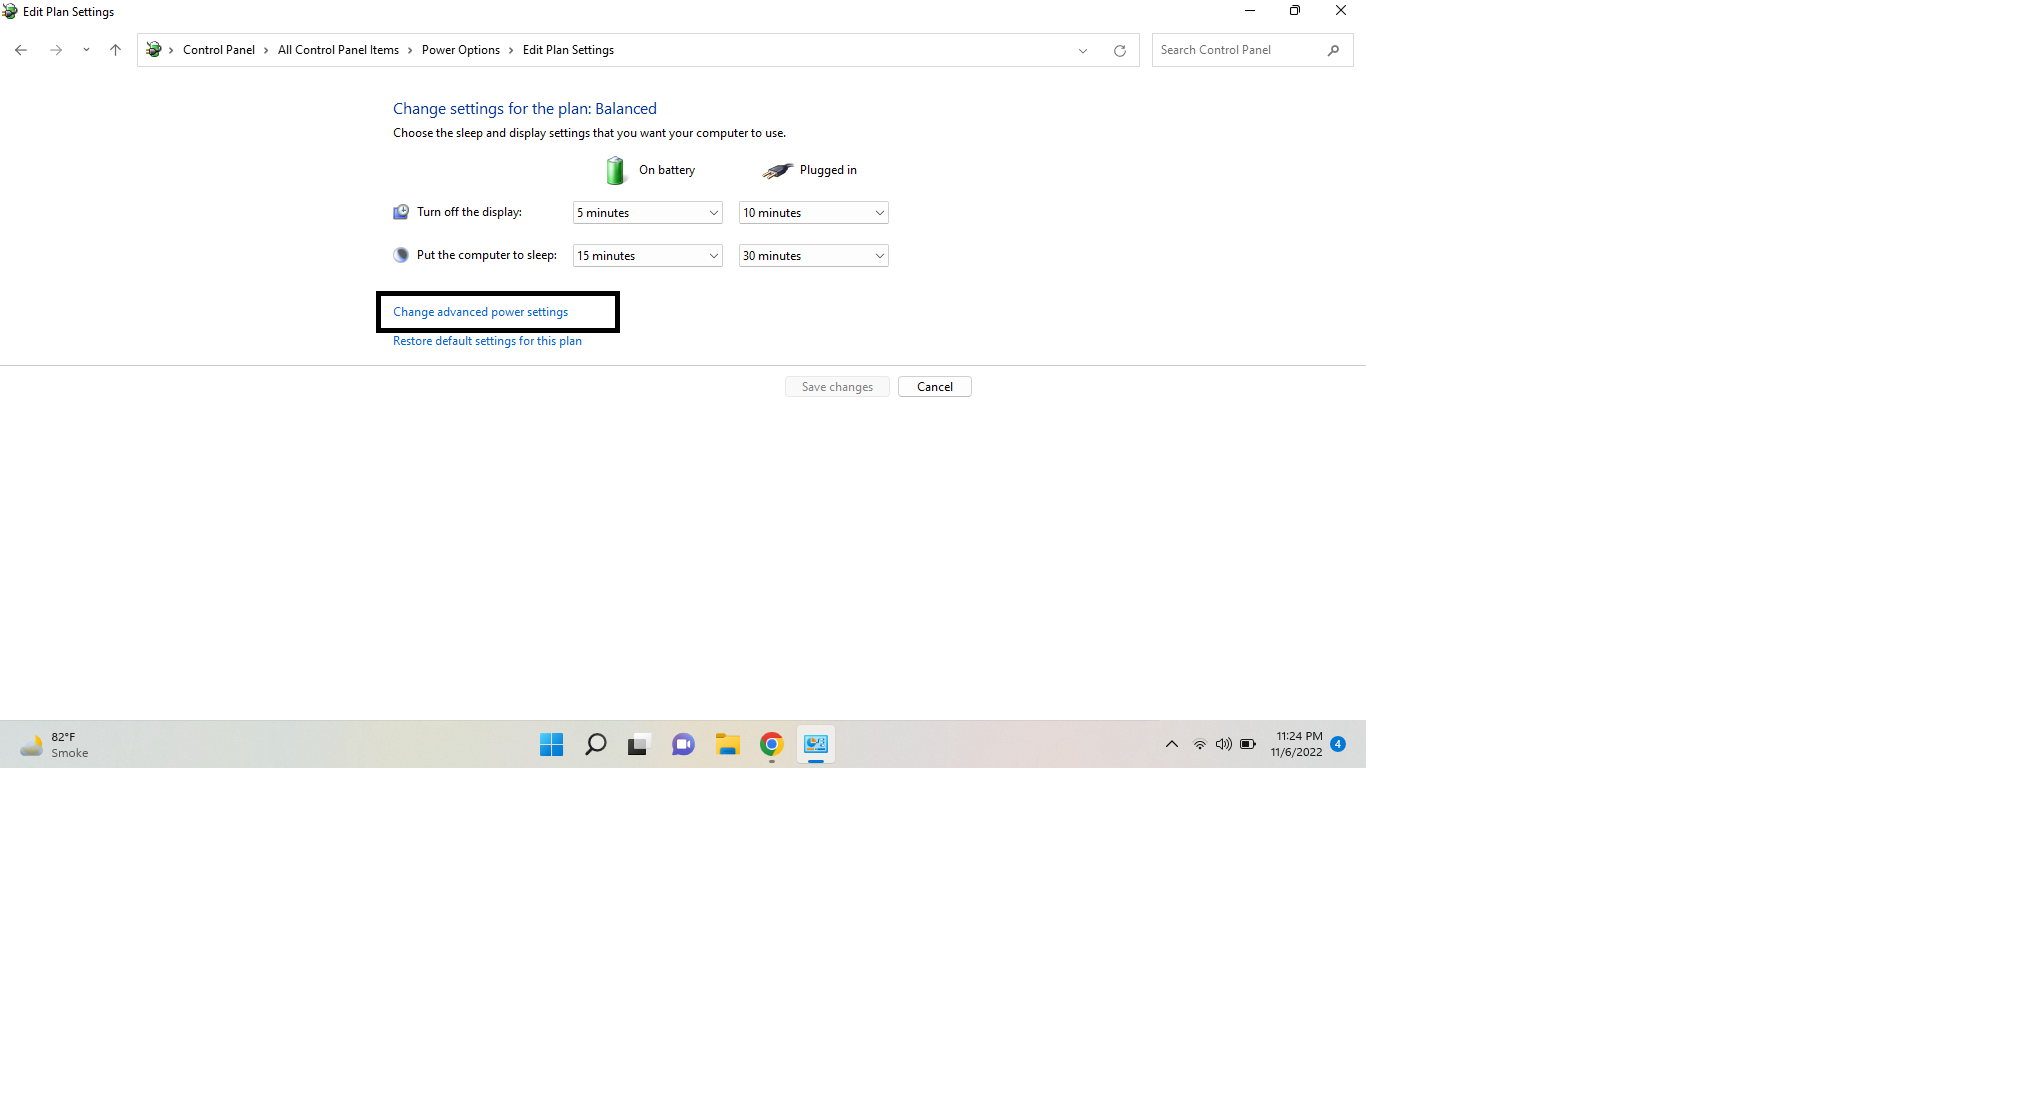 Edit Plan Settings
Control Panel > All Control Panel Items > Power Options > Edit Plan Settings
Search Control Panel
Change settings for the plan: Balanced
Choose the sleep and display settings that you want your computer to use.
On battery Plugged in
Turn off the display: 5 minutes 10 minutes
Put the computer to sleep: 15 minutes 30 minutes
Change advanced power settings
Restore default settings for this plan
Save changes Cancel
82°F
Smoke
11:24 PM
11/6/2022
4